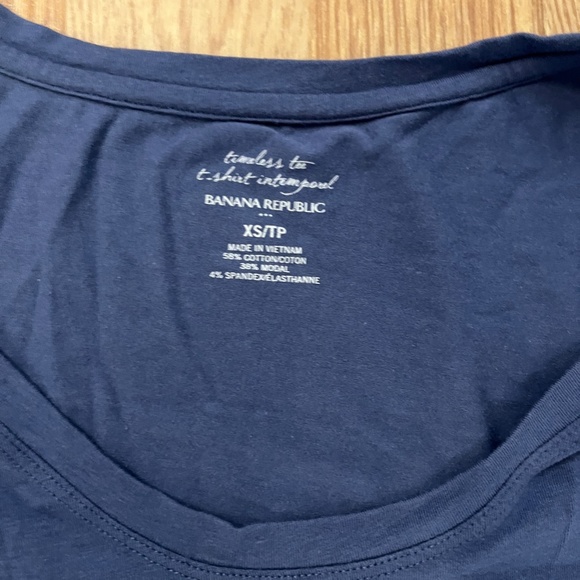 timeless tee
t-shirt intemporel
BANANA REPUBLIC
XS/TP
MADE IN VIETNAM
58% COTTON/COTON
38% MODAL
4% SPANDEX/ÉLASTHANNE